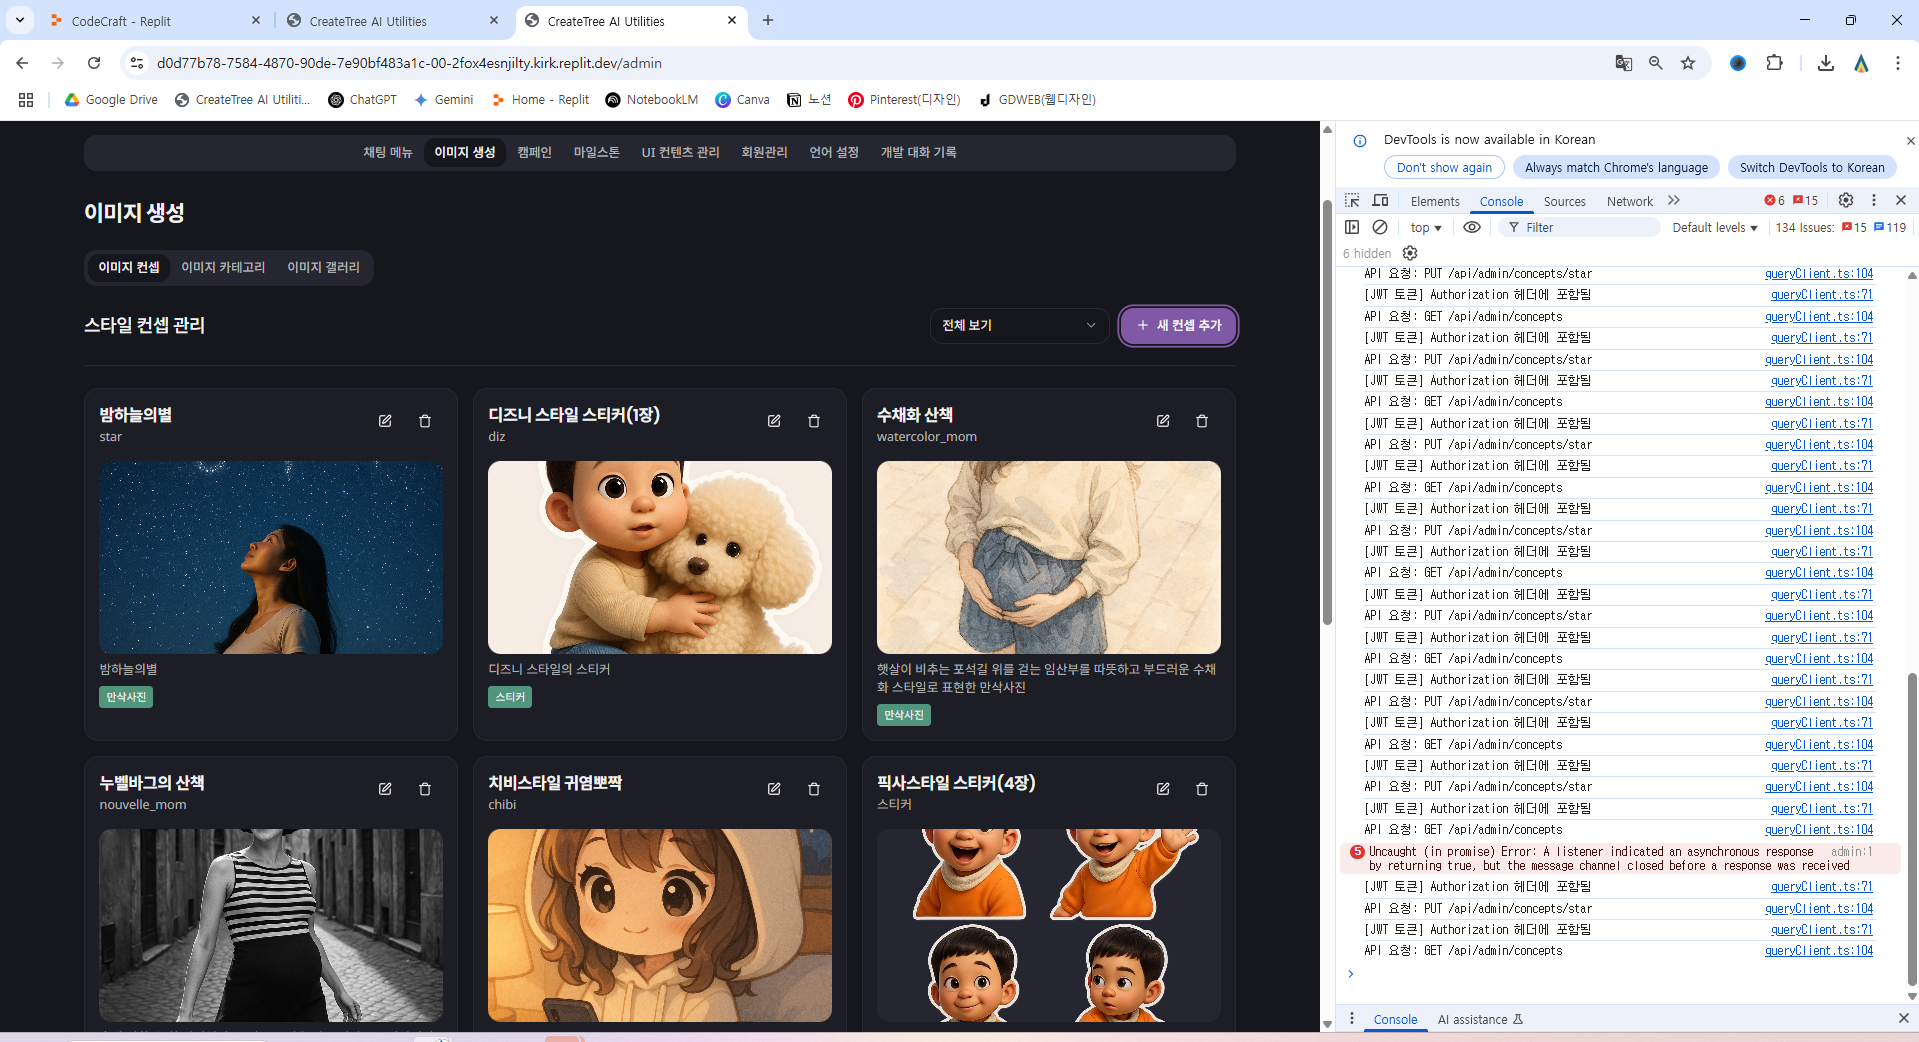 CodeCraft - Replit
CreateTree AI Utilities
CreateTree AI Utilities
d0d77b78-7584-4870-90de-7e90bf483a1c-00-2fox4esnjilty.kirk.replit.dev/admin
Google Drive
CreateTree AI Utiliti...
ChatGPT
Gemini
Home - Replit
NotebookLM
Canva
노션
Pinterest(디자인)
GDWEB(웹디자인)
채팅 메뉴
이미지 생성
캠페인
마일스톤
UI 컨텐츠 관리
회원관리
언어 설정
개발 대화 기록
이미지 생성
이미지 컨셉
이미지 카테고리
이미지 갤러리
스타일 컨셉 관리
전체 보기
+ 새 컨셉 추가
밤하늘의별
star
밤하늘의별
만삭사진
디즈니 스타일 스티커(1장)
diz
디즈니 스타일의 스티커
스티커
수채화 산책
watercolor_mom
햇살이 비추는 포석길 위를 걷는 임산부를 따뜻하고 부드러운 수채
화 스타일로 표현한 만삭사진
만삭사진
누벨바그의 산책
nouvelle_mom
치비스타일 귀염뽀짝
chibi
픽사스타일 스티커(4장)
스티커
DevTools is now available in Korean
Don't show again
Always match Chrome's language
Switch DevTools to Korean
Elements
Console
Sources
Network
6
15
top
Filter
Default levels
134 Issues:
15
119
6 hidden
API 요청: PUT /api/admin/concepts/star queryClient.ts:104
[JWT 토큰] Authorization 헤더에 포함됨 queryClient.ts:71
API 요청: GET /api/admin/concepts queryClient.ts:104
[JWT 토큰] Authorization 헤더에 포함됨 queryClient.ts:71
API 요청: PUT /api/admin/concepts/star queryClient.ts:104
[JWT 토큰] Authorization 헤더에 포함됨 queryClient.ts:71
API 요청: GET /api/admin/concepts queryClient.ts:104
[JWT 토큰] Authorization 헤더에 포함됨 queryClient.ts:71
API 요청: PUT /api/admin/concepts/star queryClient.ts:104
[JWT 토큰] Authorization 헤더에 포함됨 queryClient.ts:71
API 요청: GET /api/admin/concepts queryClient.ts:104
[JWT 토큰] Authorization 헤더에 포함됨 queryClient.ts:71
API 요청: PUT /api/admin/concepts/star queryClient.ts:104
[JWT 토큰] Authorization 헤더에 포함됨 queryClient.ts:71
API 요청: GET /api/admin/concepts queryClient.ts:104
[JWT 토큰] Authorization 헤더에 포함됨 queryClient.ts:71
API 요청: PUT /api/admin/concepts/star queryClient.ts:104
[JWT 토큰] Authorization 헤더에 포함됨 queryClient.ts:71
API 요청: GET /api/admin/concepts queryClient.ts:104
[JWT 토큰] Authorization 헤더에 포함됨 queryClient.ts:71
API 요청: PUT /api/admin/concepts/star queryClient.ts:104
[JWT 토큰] Authorization 헤더에 포함됨 queryClient.ts:71
API 요청: GET /api/admin/concepts queryClient.ts:104
[JWT 토큰] Authorization 헤더에 포함됨 queryClient.ts:71
API 요청: PUT /api/admin/concepts/star queryClient.ts:104
[JWT 토큰] Authorization 헤더에 포함됨 queryClient.ts:71
API 요청: GET /api/admin/concepts queryClient.ts:104
5 Uncaught (in promise) Error: A listener indicated an asynchronous response admin:1
by returning true, but the message channel closed before a response was received
[JWT 토큰] Authorization 헤더에 포함됨 queryClient.ts:71
API 요청: PUT /api/admin/concepts/star queryClient.ts:104
[JWT 토큰] Authorization 헤더에 포함됨 queryClient.ts:71
API 요청: GET /api/admin/concepts queryClient.ts:104
Console
AI assistance